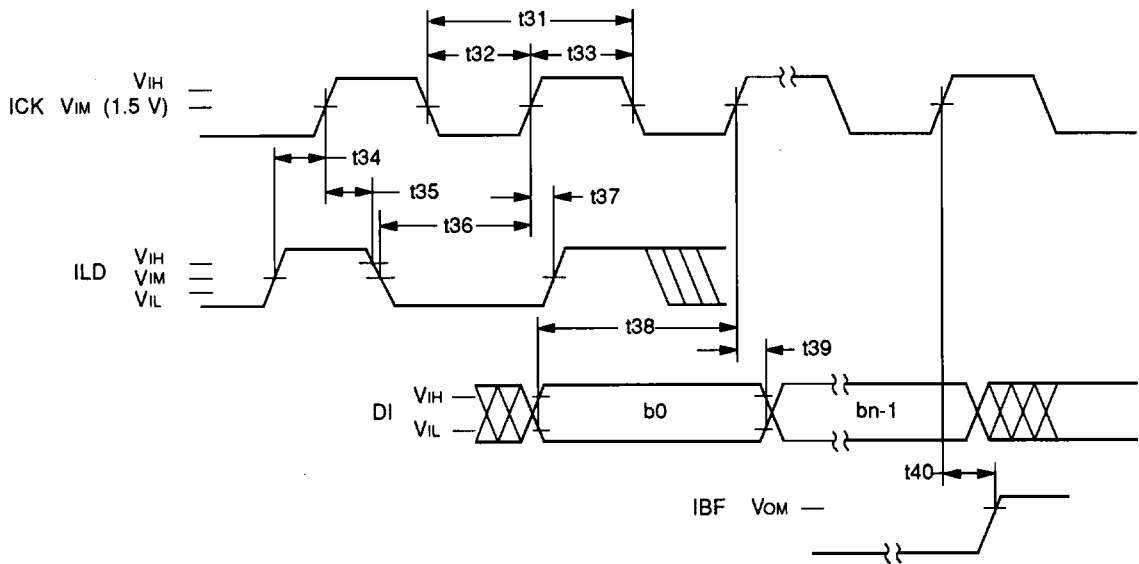 t31
t32 t33
VIH
ICK VIM (1.5 V)
t34
t35
t36 t37
ILD VIH
VIM
VIL
t38
t39
DI VIH
VIL
b0 bn-1
t40
IBF VOM